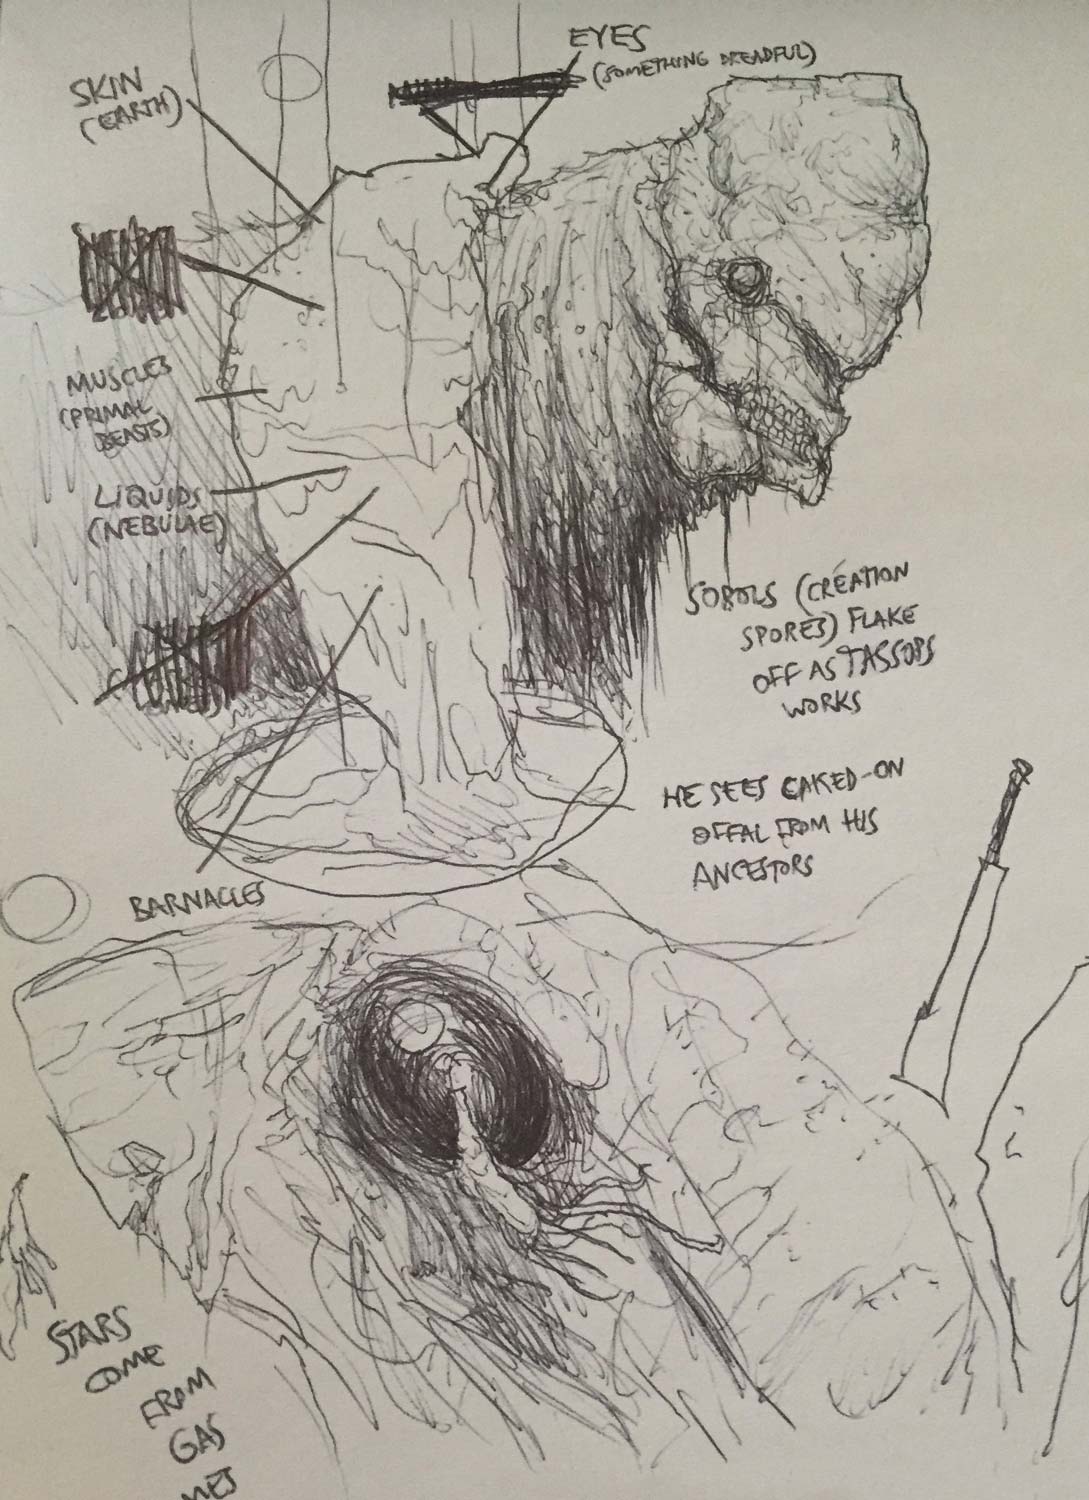 EYES
(SOMETHING DREADFUL)
SKIN
(EARTH)
MUSCLES
(PRIMAL
BEASTS)
LIQUIDS
(NEBULAE)
SOBOLS (CREATION
SPORES) FLAKE
OFF AS TASSOBS
WORKS
HE SEES CAKED-ON
OFFAL FROM HIS
ANCESTORS
BARNACLES
STARS
COME
FROM
GAS